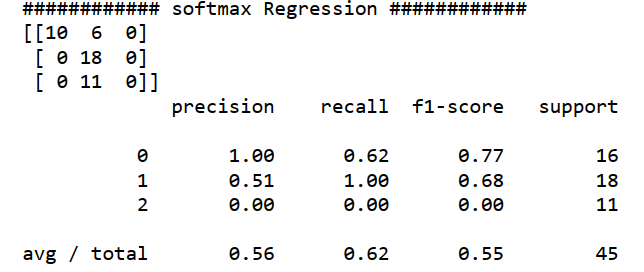 ############ softmax Regression ############
[[10  6  0]
 [ 0 18  0]
 [ 0 11  0]]
             precision    recall  f1-score   support

          0       1.00      0.62      0.77        16
          1       0.51      1.00      0.68        18
          2       0.00      0.00      0.00        11

avg / total       0.56      0.62      0.55        45